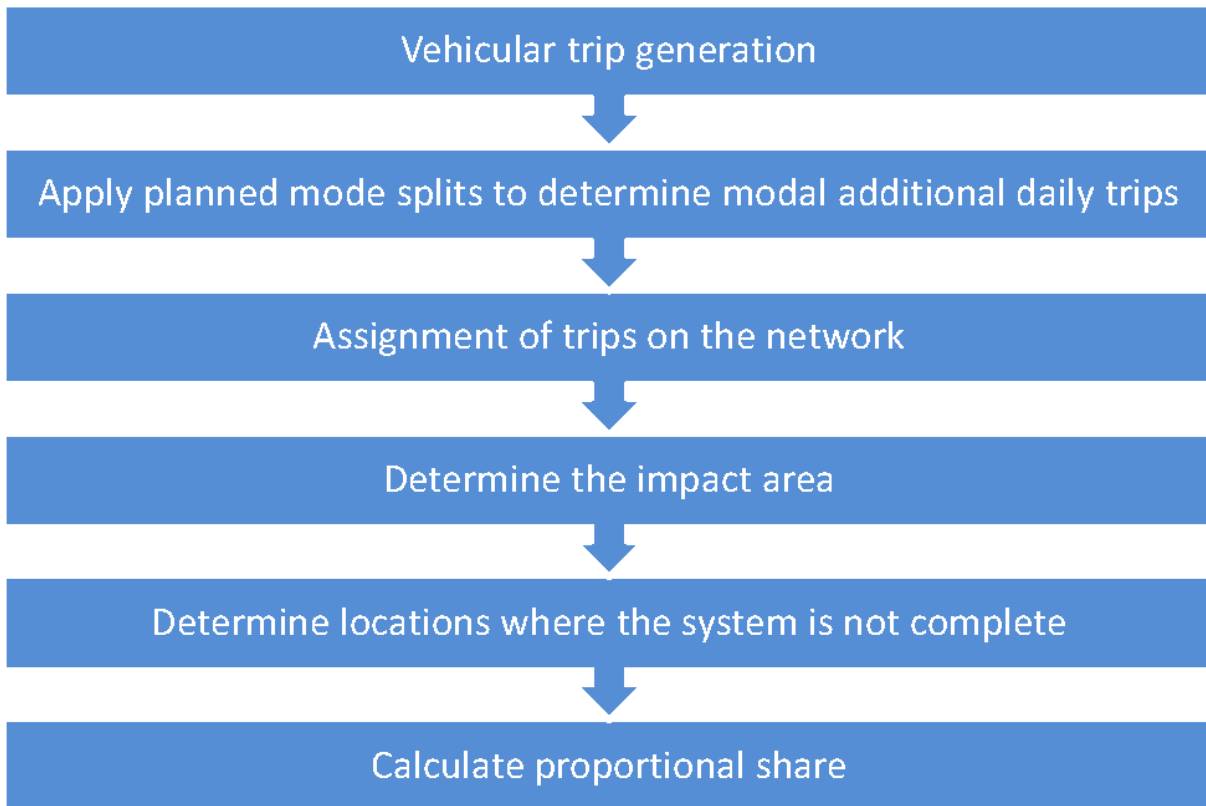 Vehicular trip generation
Apply planned mode splits to determine modal additional daily trips
Assignment of trips on the network
Determine the impact area
Determine locations where the system is not complete
Calculate proportional share